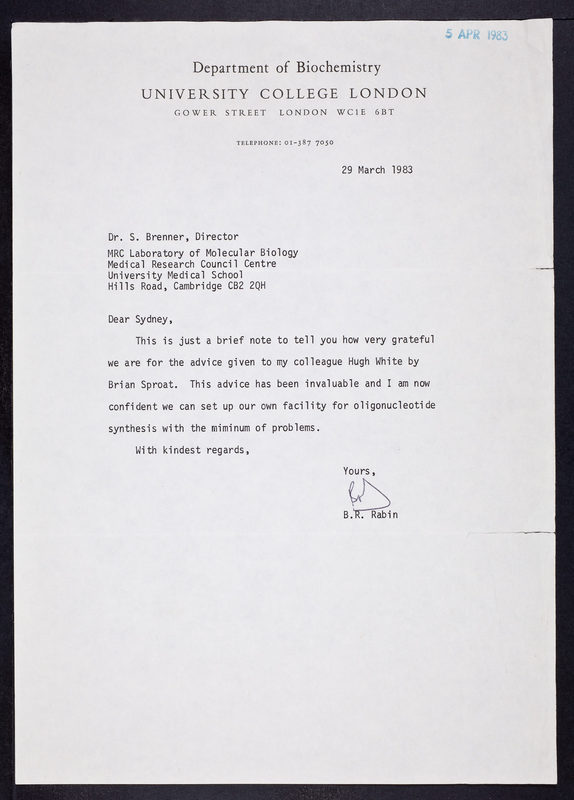 5 APR 1983
Department of Biochemistry
UNIVERSITY COLLEGE LONDON
GOWER STREET LONDON WC1E 6BT
TELEPHONE: 01-387 7050
29 March 1983
Dr. S. Brenner, Director
MRC Laboratory of Molecular Biology
Medical Research Council Centre
University Medical School
Hills Road, Cambridge CB2 2QH
Dear Sydney,
This is just a brief note to tell you how very grateful
we are for the advice given to my colleague Hugh White by
Brian Sproat. This advice has been invaluable and I am now
confident we can set up our own facility for oligonucleotide
synthesis with the miminum of problems.
With kindest regards,
Yours,
B.R. Rabin